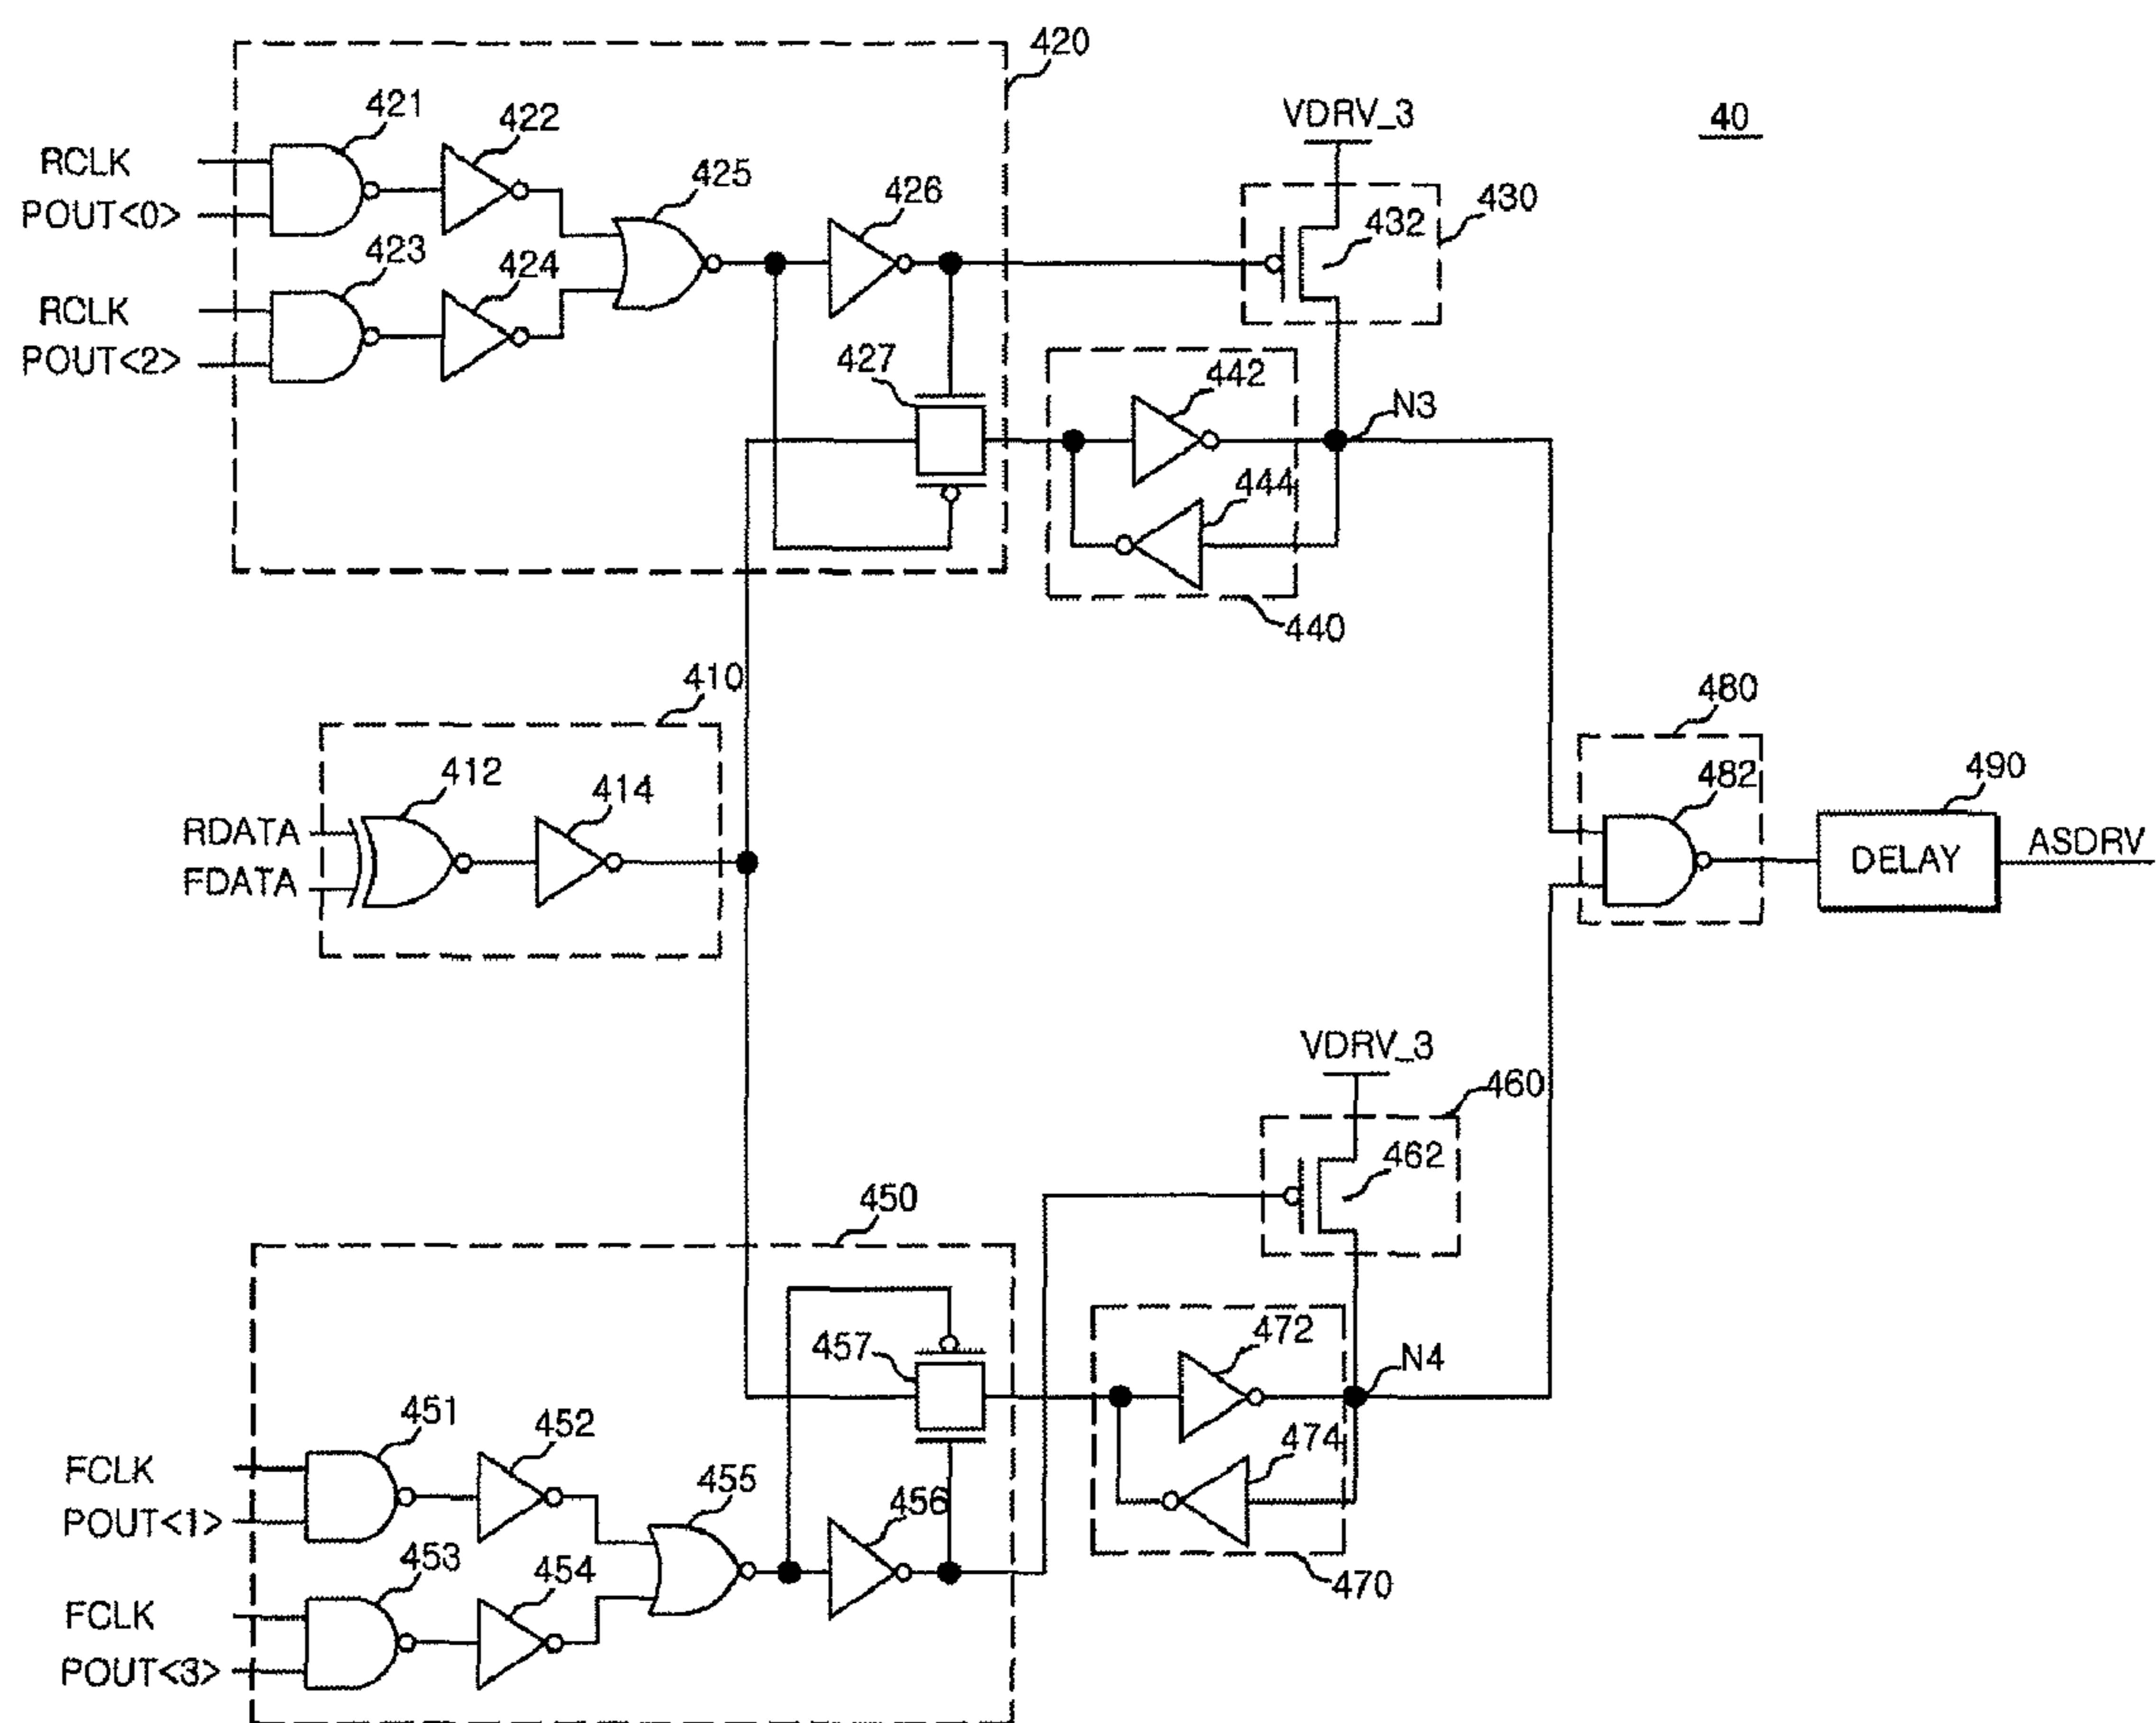 420
421
422
VDRV_3
40
RCLK
POUT<0>
425
426
430
432
423
424
RCLK
POUT<2>
427
442
N3
444
440
410
480
412
414
482
490
RDATA
FDATA
DELAY
ASDRV
VDRV_3
460
462
450
457
472
N4
451
452
474
FCLK
POUT<1>
455
456
453
454
470
FCLK
POUT<3>